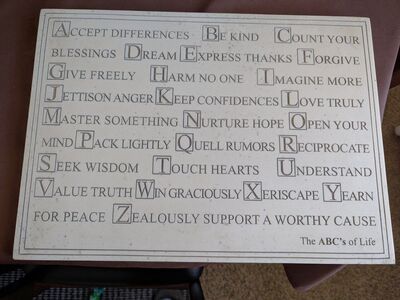 ACCEPT DIFFERENCES BE KIND COUNT YOUR
BLESSINGS DREAM EXPRESS THANKS FORGIVE
GIVE FREELY HARM NO ONE IMAGINE MORE
JETTISON ANGER KEEP CONFIDENCES LOVE TRULY
MASTER SOMETHING NURTURE HOPE OPEN YOUR
MIND PACK LIGHTLY QUELL RUMORS RECIPROCATE
SEEK WISDOM TOUCH HEARTS UNDERSTAND
VALUE TRUTH WIN GRACIOUSLY XERISCAPE YEARN
FOR PEACE ZEALOUSLY SUPPORT A WORTHY CAUSE
The ABC's of Life